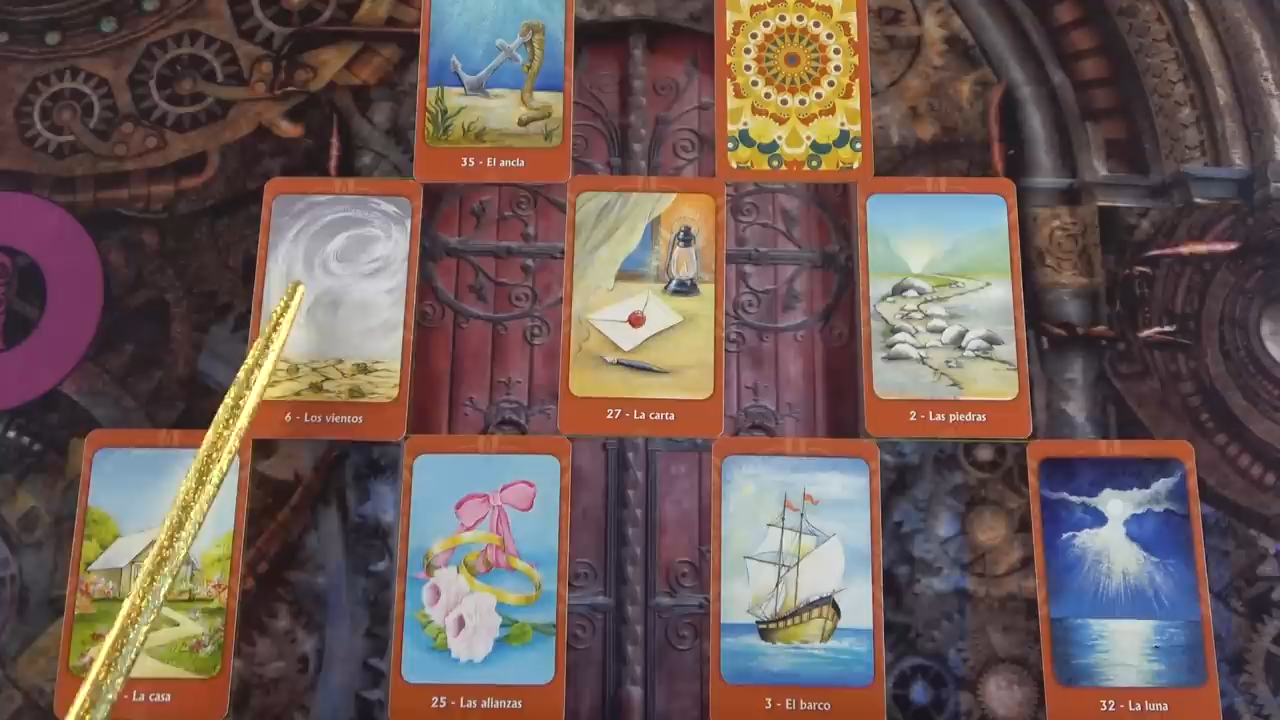 35 - El ancla
6 - Los vientos
27 - La carta
2 - Las piedras
- La casa
25 - Las alianzas
3 - El barco
32 - La luna